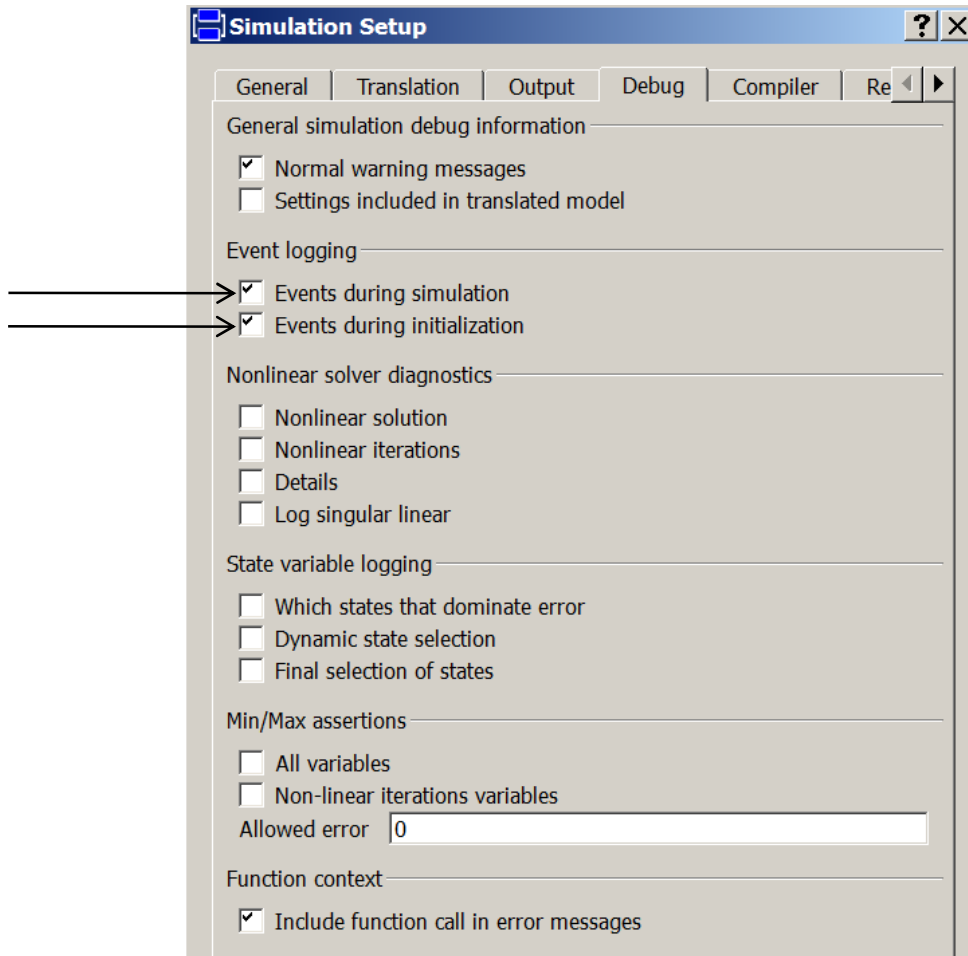 Simulation Setup
General Translation Output Debug Compiler Re
General simulation debug information
Normal warning messages
Settings included in translated model
Event logging
Events during simulation
Events during initialization
Nonlinear solver diagnostics
Nonlinear solution
Nonlinear iterations
Details
Log singular linear
State variable logging
Which states that dominate error
Dynamic state selection
Final selection of states
Min/Max assertions
All variables
Non-linear iterations variables
Allowed error 0
Function context
Include function call in error messages